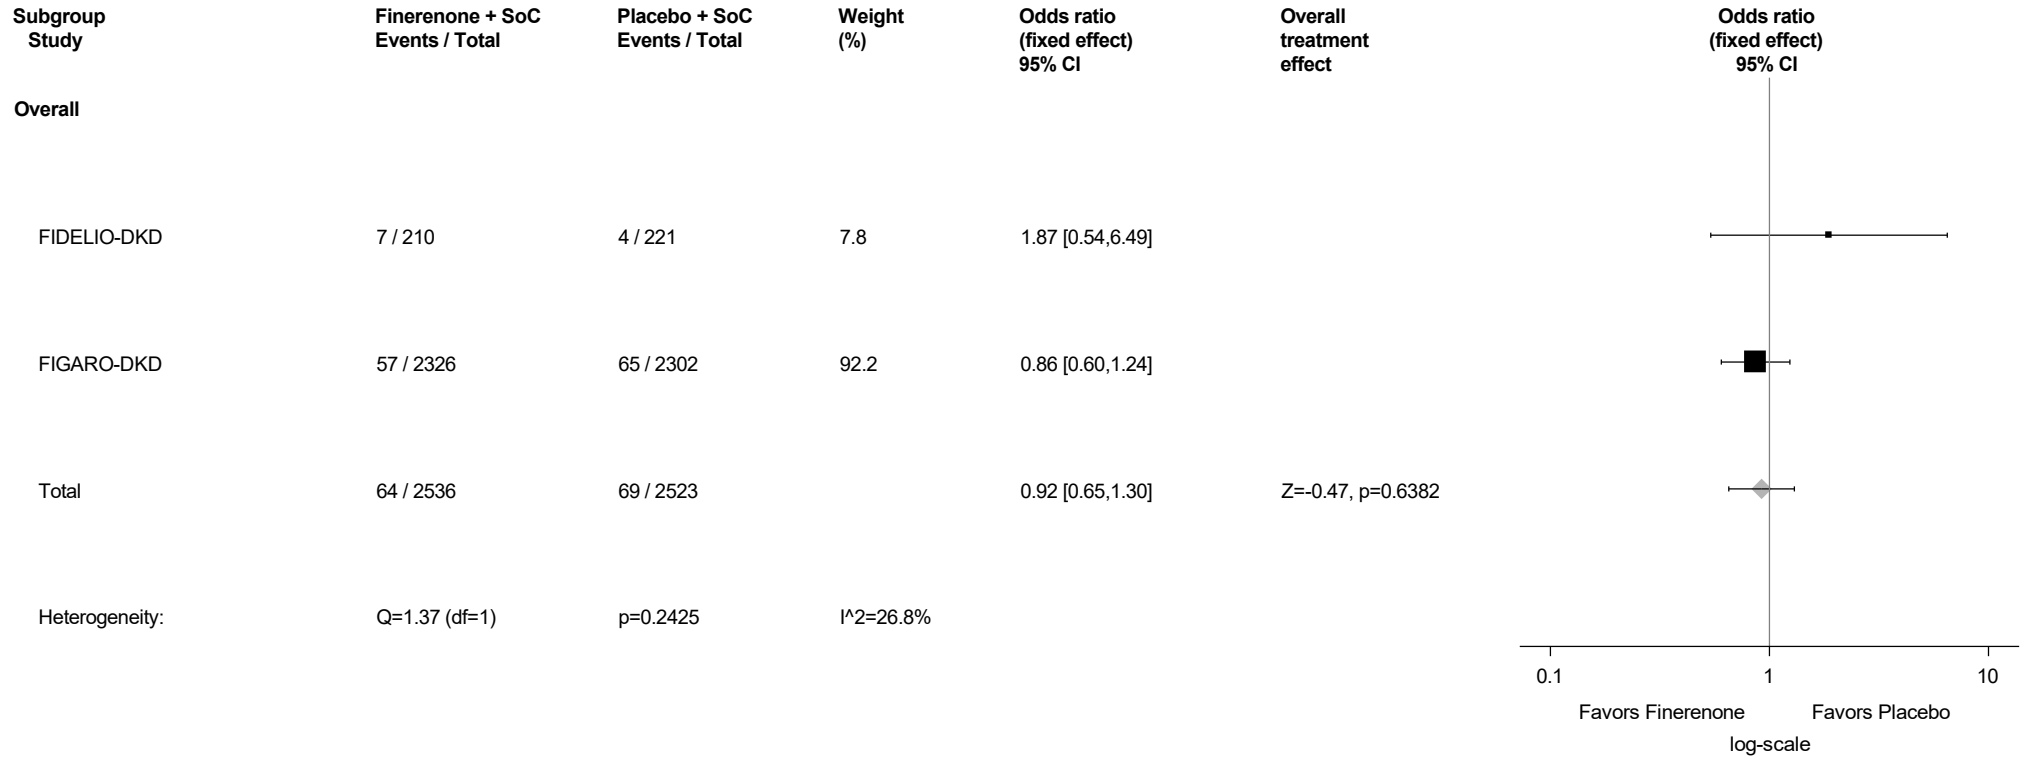 Subgroup Finerenone + SoC Placebo + SoC Weight Odds ratio Overall Odds ratio
Study Events / Total Events / Total (%) (fixed effect) treatment (fixed effect)
95% CI effect 95% CI
Overall
FIDELIO-DKD 7 / 210 4 / 221 7.8 1.87 [0.54,6.49]
FIGARO-DKD 57 / 2326 65 / 2302 92.2 0.86 [0.60,1.24]
Total 64 / 2536 69 / 2523 0.92 [0.65,1.30] Z=-0.47, p=0.6382
Heterogeneity: Q=1.37 (df=1) p=0.2425 I^2=26.8%
0.1 1 10
Favors Finerenone Favors Placebo
log-scale